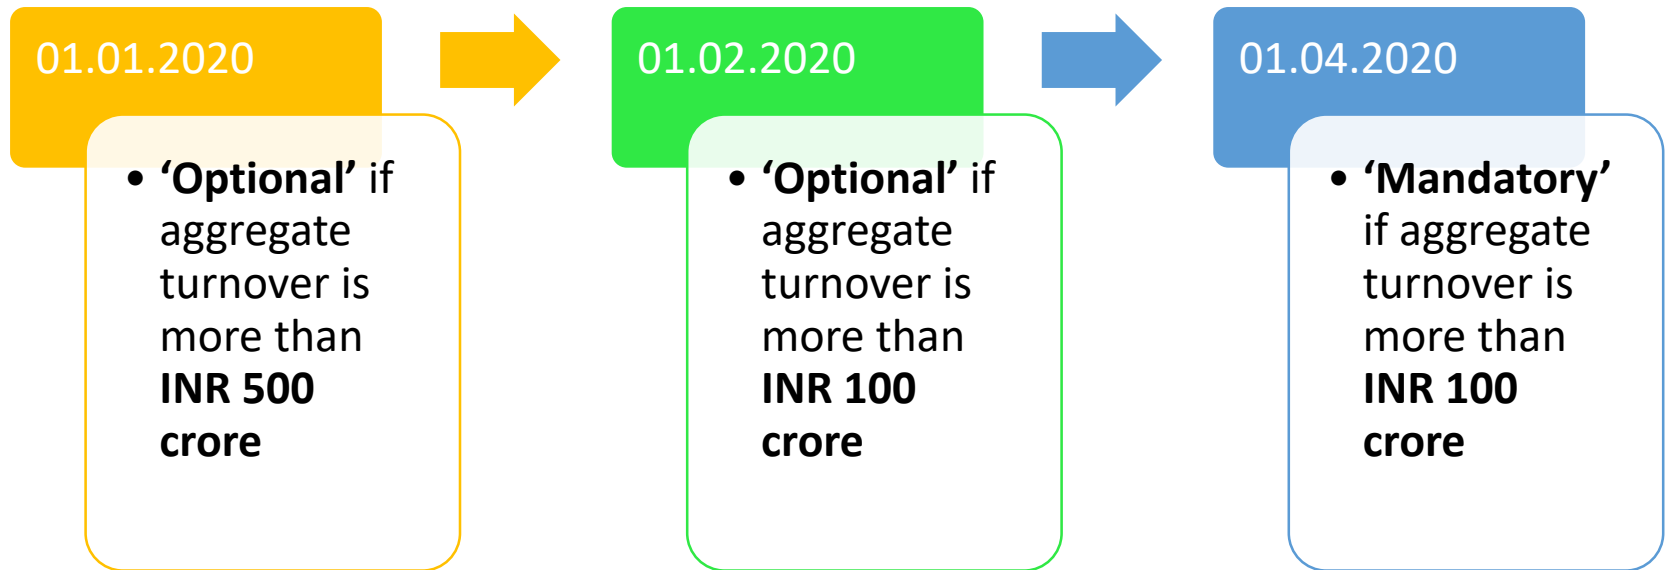 01.01.2020
• ‘Optional’ if
aggregate
turnover is
more than
INR 500
crore
01.02.2020
• ‘Optional’ if
aggregate
turnover is
more than
INR 100
crore
01.04.2020
• ‘Mandatory’
if aggregate
turnover is
more than
INR 100
crore